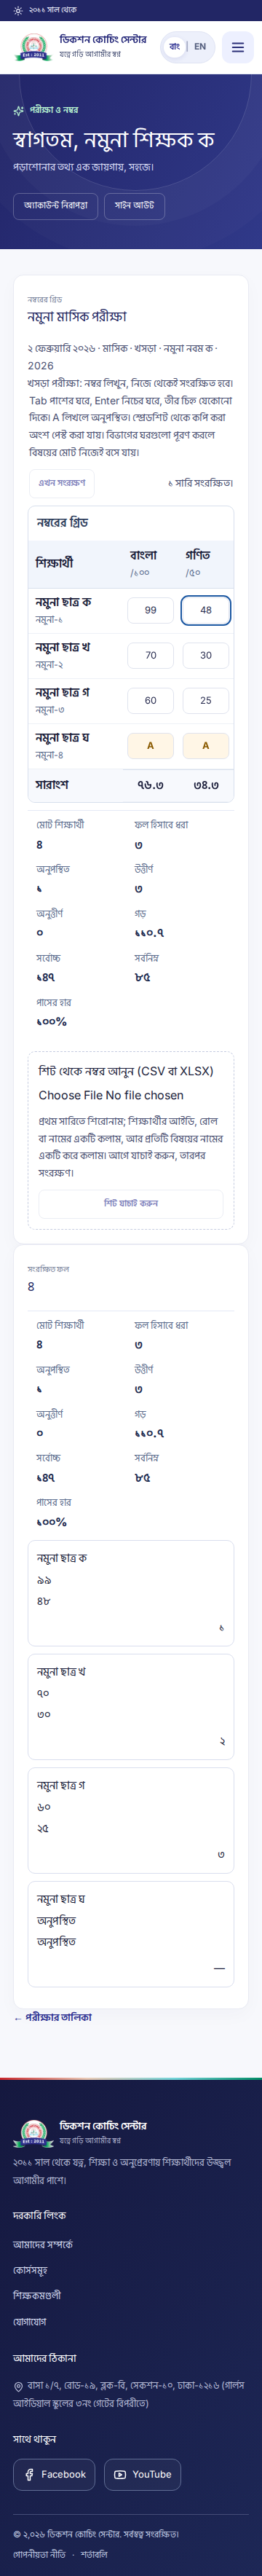 ২০১১ সাল থেকে
ডিকশন কোচিং সেন্টার
যত্নে গড়ি আগামীর স্বপ্ন
বাং | EN
পরীক্ষা ও নম্বর
স্বাগতম, নমুনা শিক্ষক ক
পড়াশোনার তথ্য এক জায়গায়, সহজে।
অ্যাকাউন্ট নিরাপত্তা
সাইন আউট
নম্বরের গ্রিড
নমুনা মাসিক পরীক্ষা
২ ফেব্রুয়ারি ২০২৬ · মাসিক · খসড়া · নমুনা নবম ক ·
2026
খসড়া পরীক্ষা: নম্বর লিখুন, নিজে থেকেই সংরক্ষিত হবে।
Tab পাশের ঘরে, Enter নিচের ঘরে, তীর চিহ্ন যেকোনো
দিকে। A লিখলে অনুপস্থিত। স্প্রেডশিট থেকে কপি করা
অংশ পেস্ট করা যায়। বিভাগের ঘরগুলো পূরণ করলে
বিষয়ের মোট নিজেই বসে যায়।
এখন সংরক্ষণ
১ সারি সংরক্ষিত।
নম্বরের গ্রিড
শিক্ষার্থী
বাংলা
/১০০
গণিত
/৫০
নমুনা ছাত্র ক
নমুনা-১
99
48
নমুনা ছাত্র খ
নমুনা-২
70
30
নমুনা ছাত্র গ
নমুনা-৩
60
25
নমুনা ছাত্র ঘ
নমুনা-৪
A
A
সারাংশ
৭৬.৩
৩৪.৩
মোট শিক্ষার্থী
৪
ফল হিসাবে ধরা
৩
অনুপস্থিত
১
উত্তীর্ণ
৩
অনুত্তীর্ণ
০
গড়
১১০.৭
সর্বোচ্চ
১৪৭
সর্বনিম্ন
৮৫
পাসের হার
১০০%
শিট থেকে নম্বর আনুন (CSV বা XLSX)
Choose File No file chosen
প্রথম সারিতে শিরোনাম; শিক্ষার্থীর আইডি, রোল
বা নামের একটি কলাম, আর প্রতিটি বিষয়ের নামের
একটি করে কলাম। আগে যাচাই করুন, তারপর
সংরক্ষণ।
শিট যাচাই করুন
সংরক্ষিত ফল
৪
মোট শিক্ষার্থী
৪
ফল হিসাবে ধরা
৩
অনুপস্থিত
১
উত্তীর্ণ
৩
অনুত্তীর্ণ
০
গড়
১১০.৭
সর্বোচ্চ
১৪৭
সর্বনিম্ন
৮৫
পাসের হার
১০০%
নমুনা ছাত্র ক
৯৯
৪৮
১
নমুনা ছাত্র খ
৭০
৩০
২
নমুনা ছাত্র গ
৬০
২৫
৩
নমুনা ছাত্র ঘ
অনুপস্থিত
অনুপস্থিত
—
← পরীক্ষার তালিকা
ডিকশন কোচিং সেন্টার
যত্নে গড়ি আগামীর স্বপ্ন
২০১১ সাল থেকে যত্ন, শিক্ষা ও অনুপ্রেরণায় শিক্ষার্থীদের উজ্জ্বল
আগামীর পাশে।
দরকারি লিংক
আমাদের সম্পর্কে
কোর্সসমূহ
শিক্ষকমণ্ডলী
যোগাযোগ
আমাদের ঠিকানা
বাসা ১/৭, রোড-১৯, ব্লক-বি, সেকশন-১০, ঢাকা-১২১৬ (গার্লস
আইডিয়াল স্কুলের ৩নং গেটের বিপরীতে)
সাথে থাকুন
Facebook
YouTube
© ২,০২৬ ডিকশন কোচিং সেন্টার. সর্বস্বত্ব সংরক্ষিত।
গোপনীয়তা নীতি · শর্তাবলি